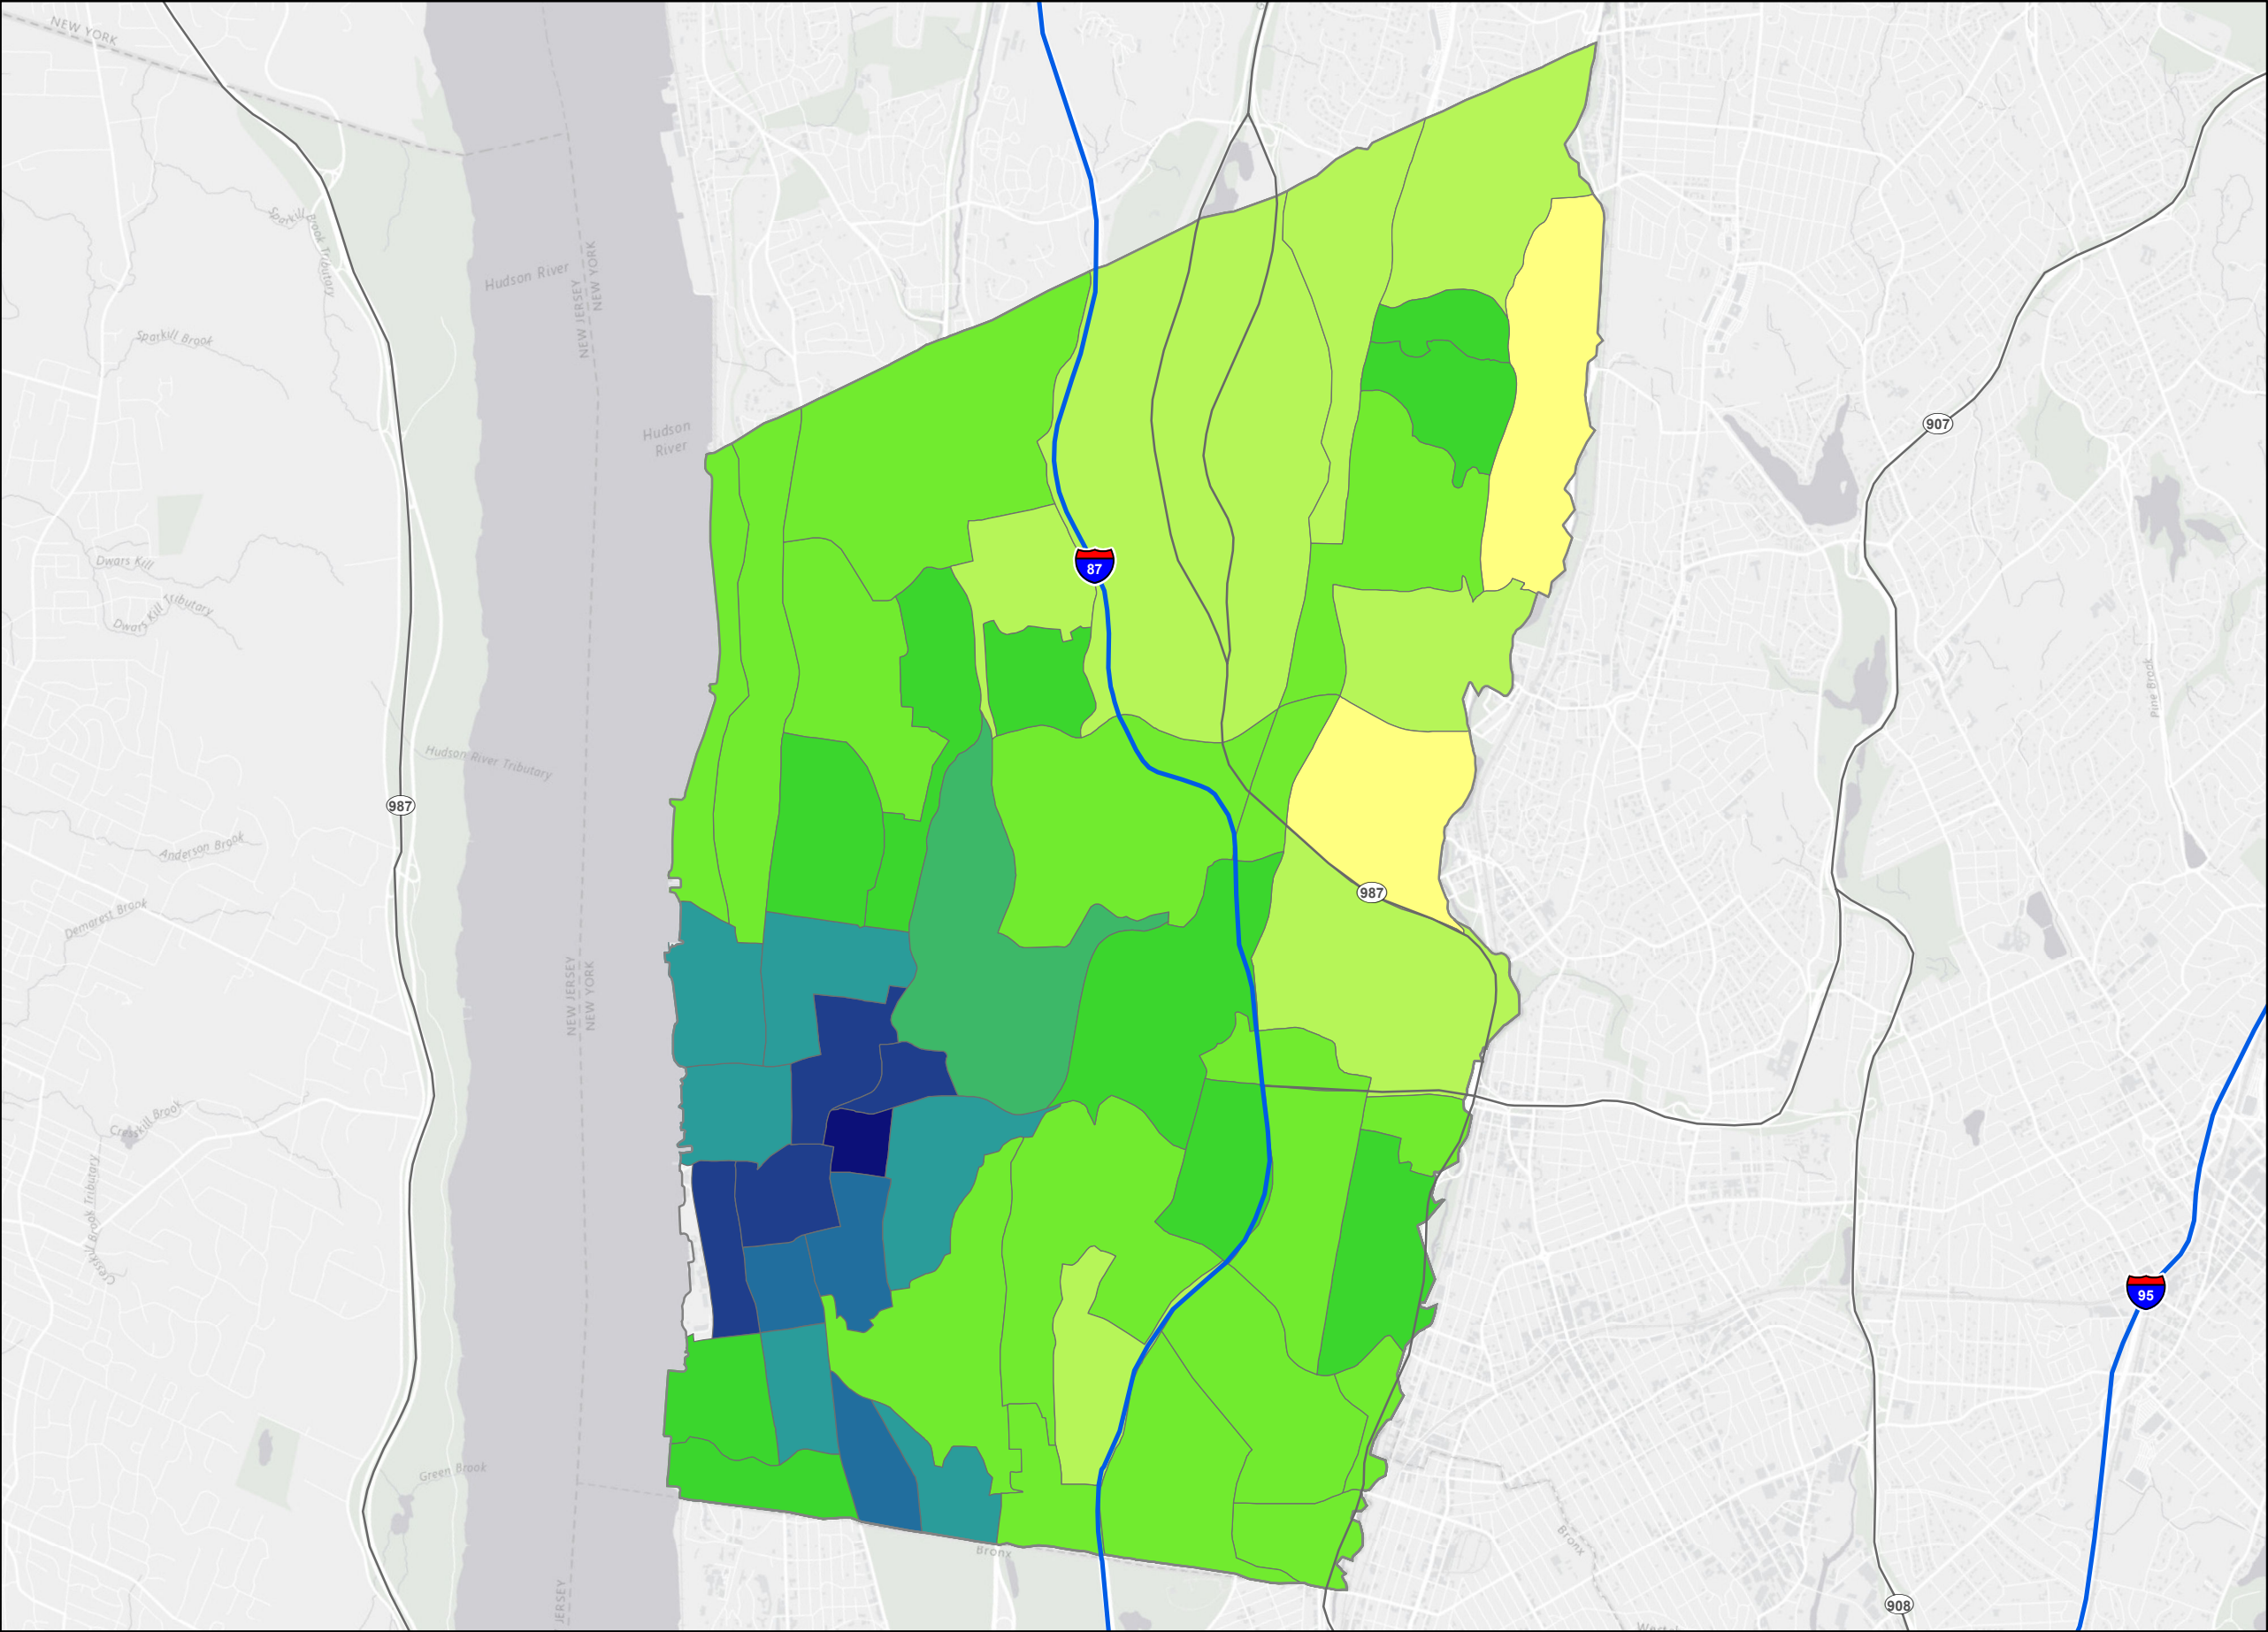 NEW YORK
Sparkill
Brook Tributary
Hudson River
NEW JERSEY
NEW YORK
Sparkill Brook
Hudson
River
907
Dwars Kill
Dwars Kill Tributary
87
Pine Brook
Hudson River Tributary
987
Anderson Brook
987
Demarest Brook
NEW JERSEY
NEW YORK
Cresskill Brook
Cresskill Brook Tributary
95
Green Brook
Bronx
Bronx
JERSEY
908